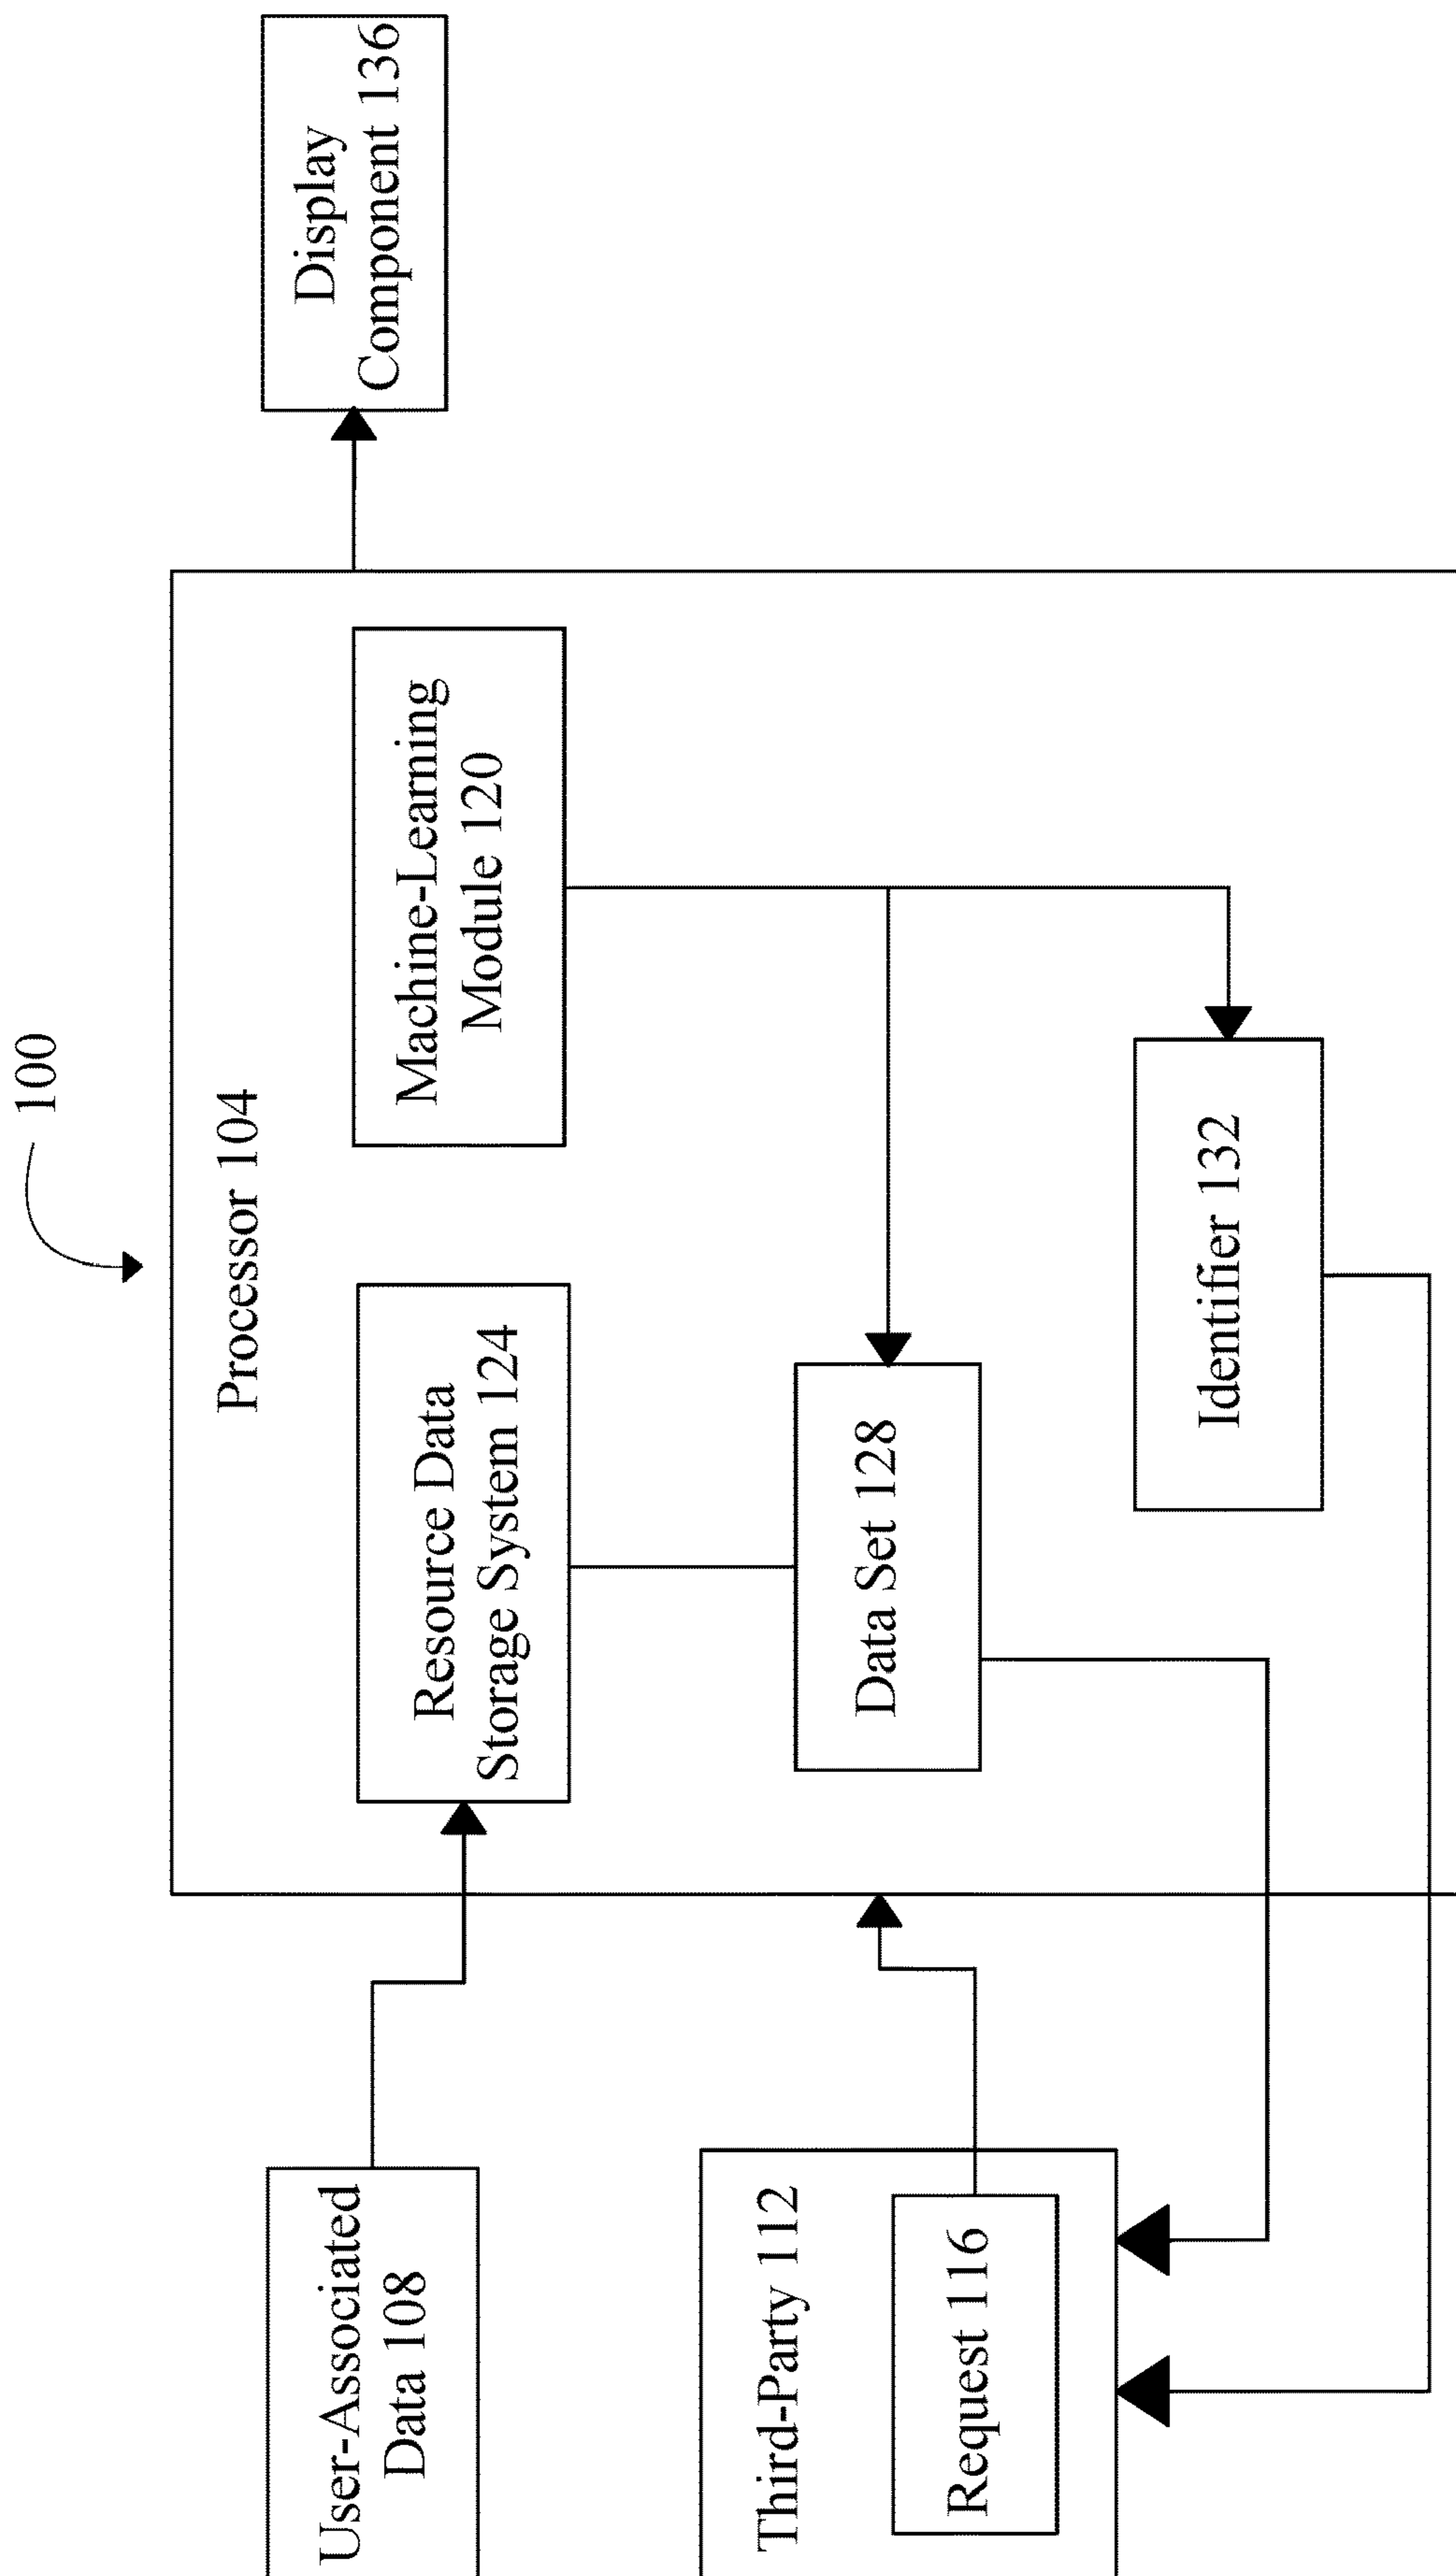 100
Processor 104
User-Associated
Data 108
Resource Data
Storage System 124
Machine-Learning
Module 120
Display
Component 136
Third-Party 112
Request 116
Data Set 128
Identifier 132